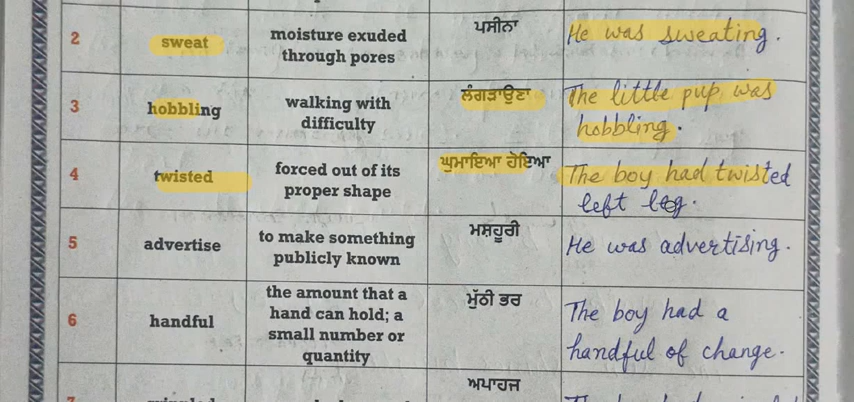 2 sweat moisture exuded ਪਸੀਨਾ He was sweating.
through pores
3 hobbling walking with ਲੰਗੜਾਉਣਾ The little pup was
difficulty hobbling.
4 twisted forced out of its ਘੁਮਾਇਆ ਹੋਇਆ The boy had twisted
proper shape left leg.
5 advertise to make something ਮਸ਼ਹੂਰੀ He was advertising.
publicly known
6 handful the amount that a ਮੁੱਠੀ ਭਰ The boy had a
hand can hold; a handful of change.
small number or
quantity
ਅਪਾਹਜ